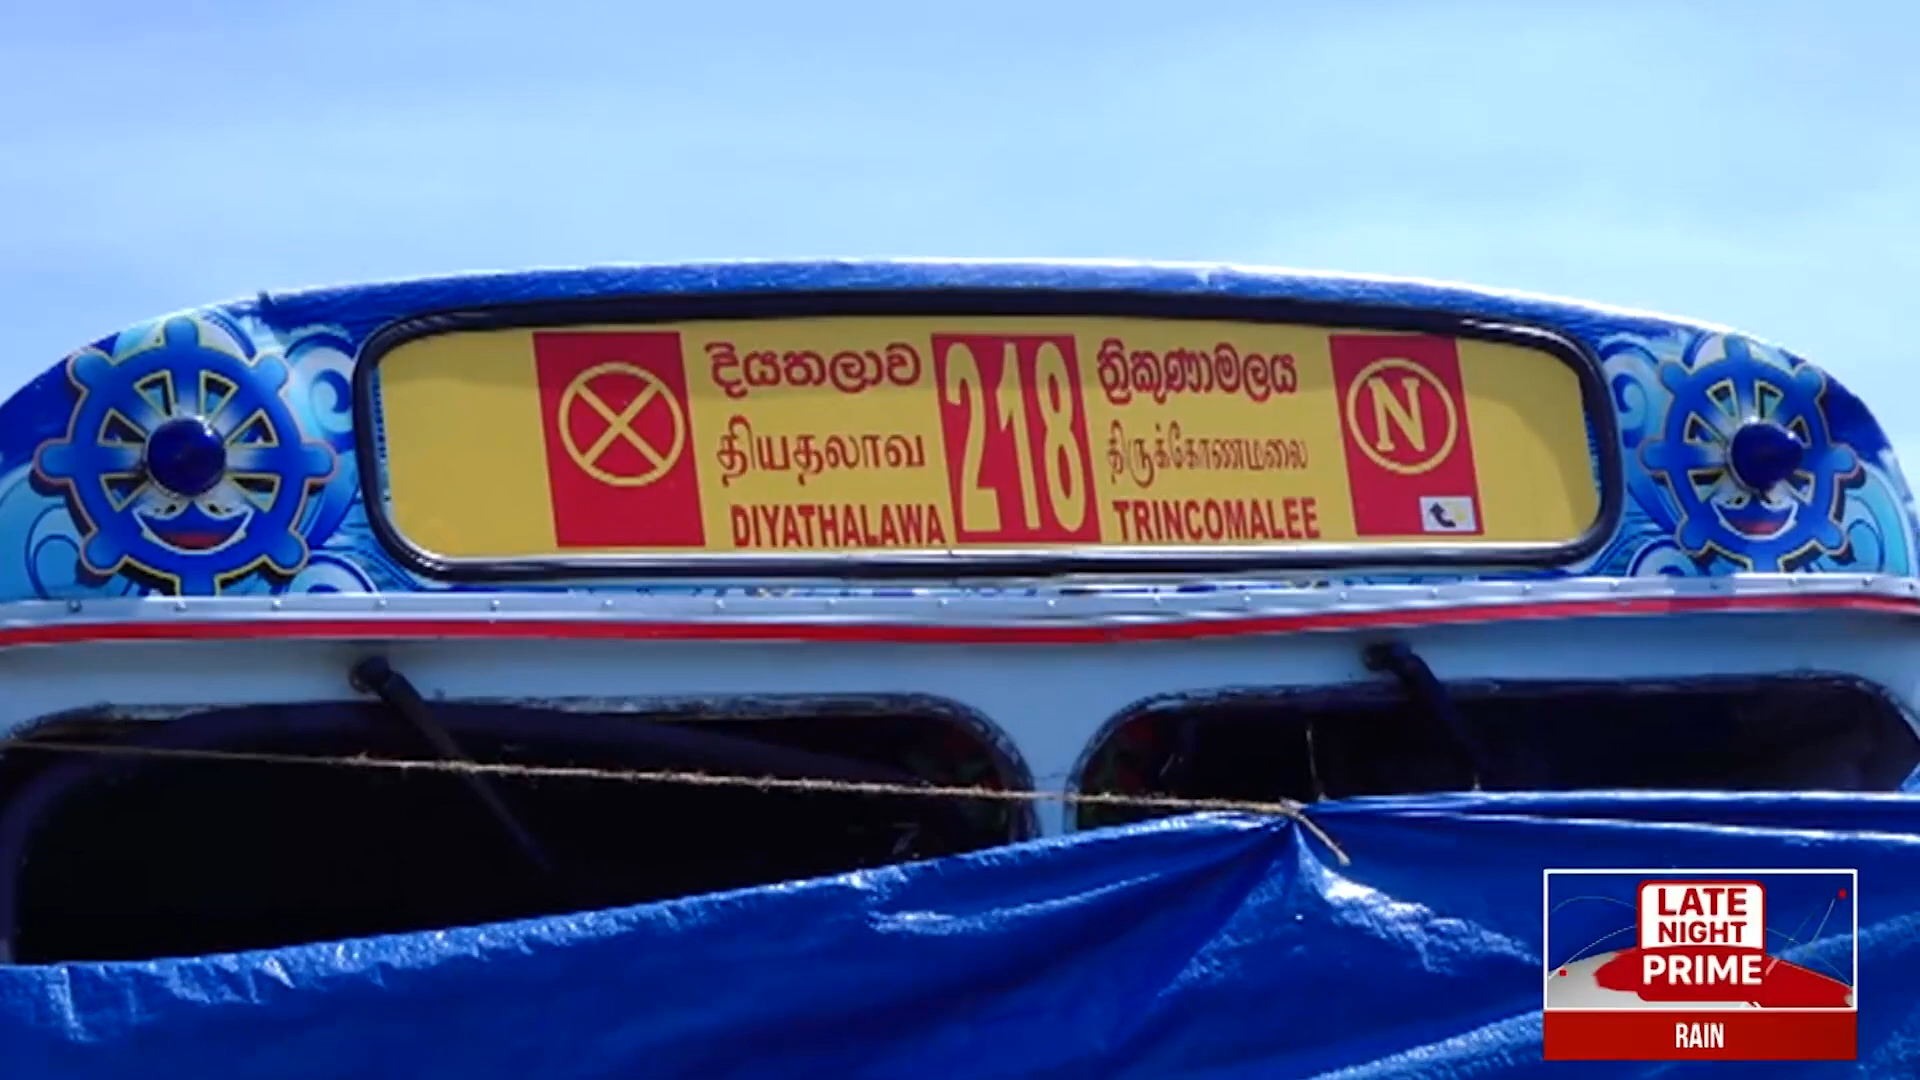 දියතලාව
தியதலாவ
DIYATHALAWA
218
ත්‍රිකුණාමලය
திருக்கோணமலை
TRINCOMALEE
N
LATE
NIGHT
PRIME
RAIN